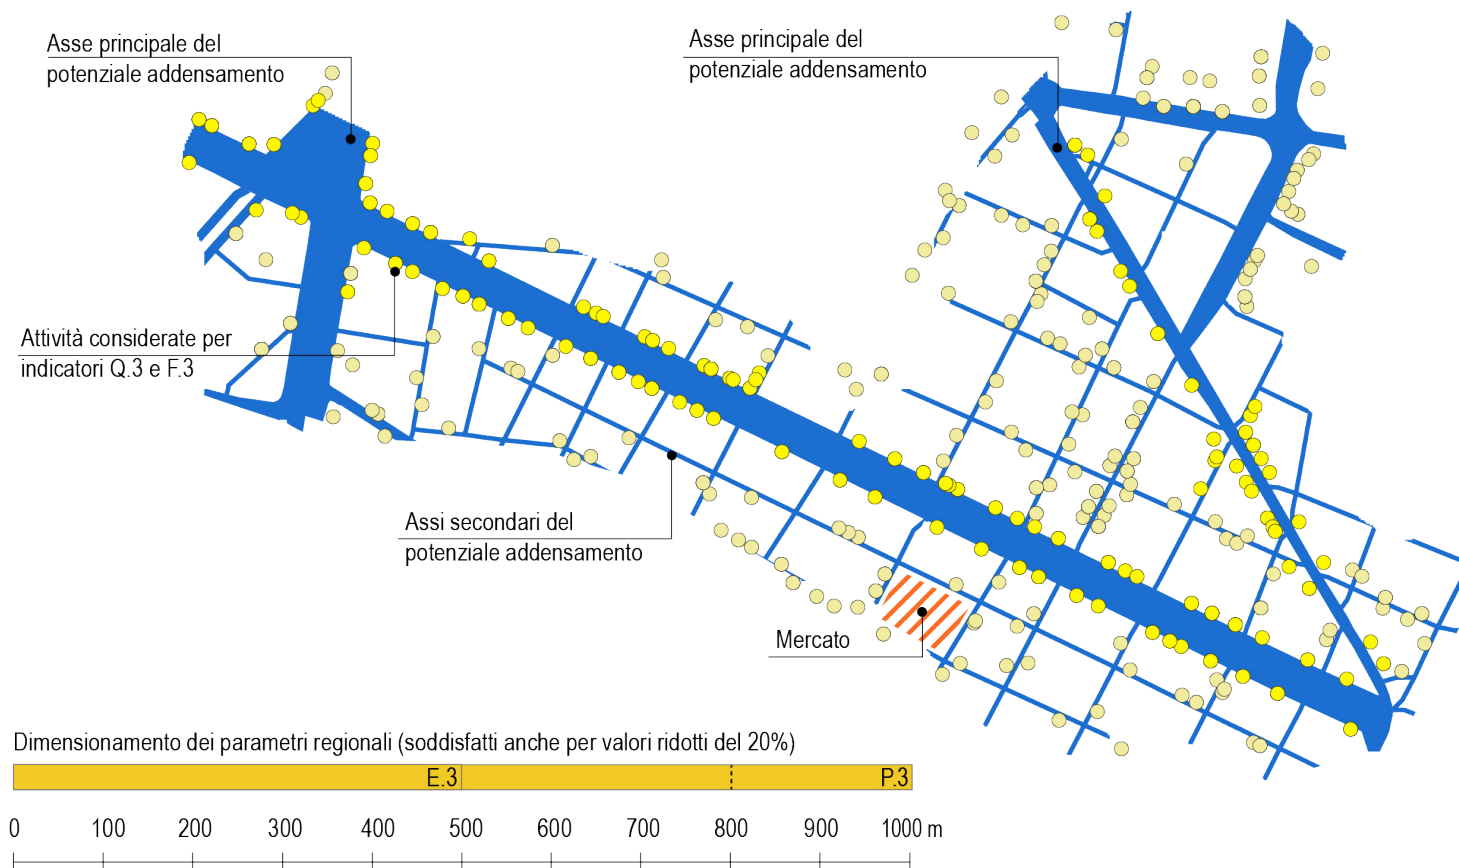 Asse principale del
potenziale addensamento
Asse principale del
potenziale addensamento
Attività considerate per
indicatori Q.3 e F.3
Assi secondari del
potenziale addensamento
Mercato
Dimensionamento dei parametri regionali (soddisfatti anche per valori ridotti del 20%)
E.3 P.3
0 100 200 300 400 500 600 700 800 900 1000 m